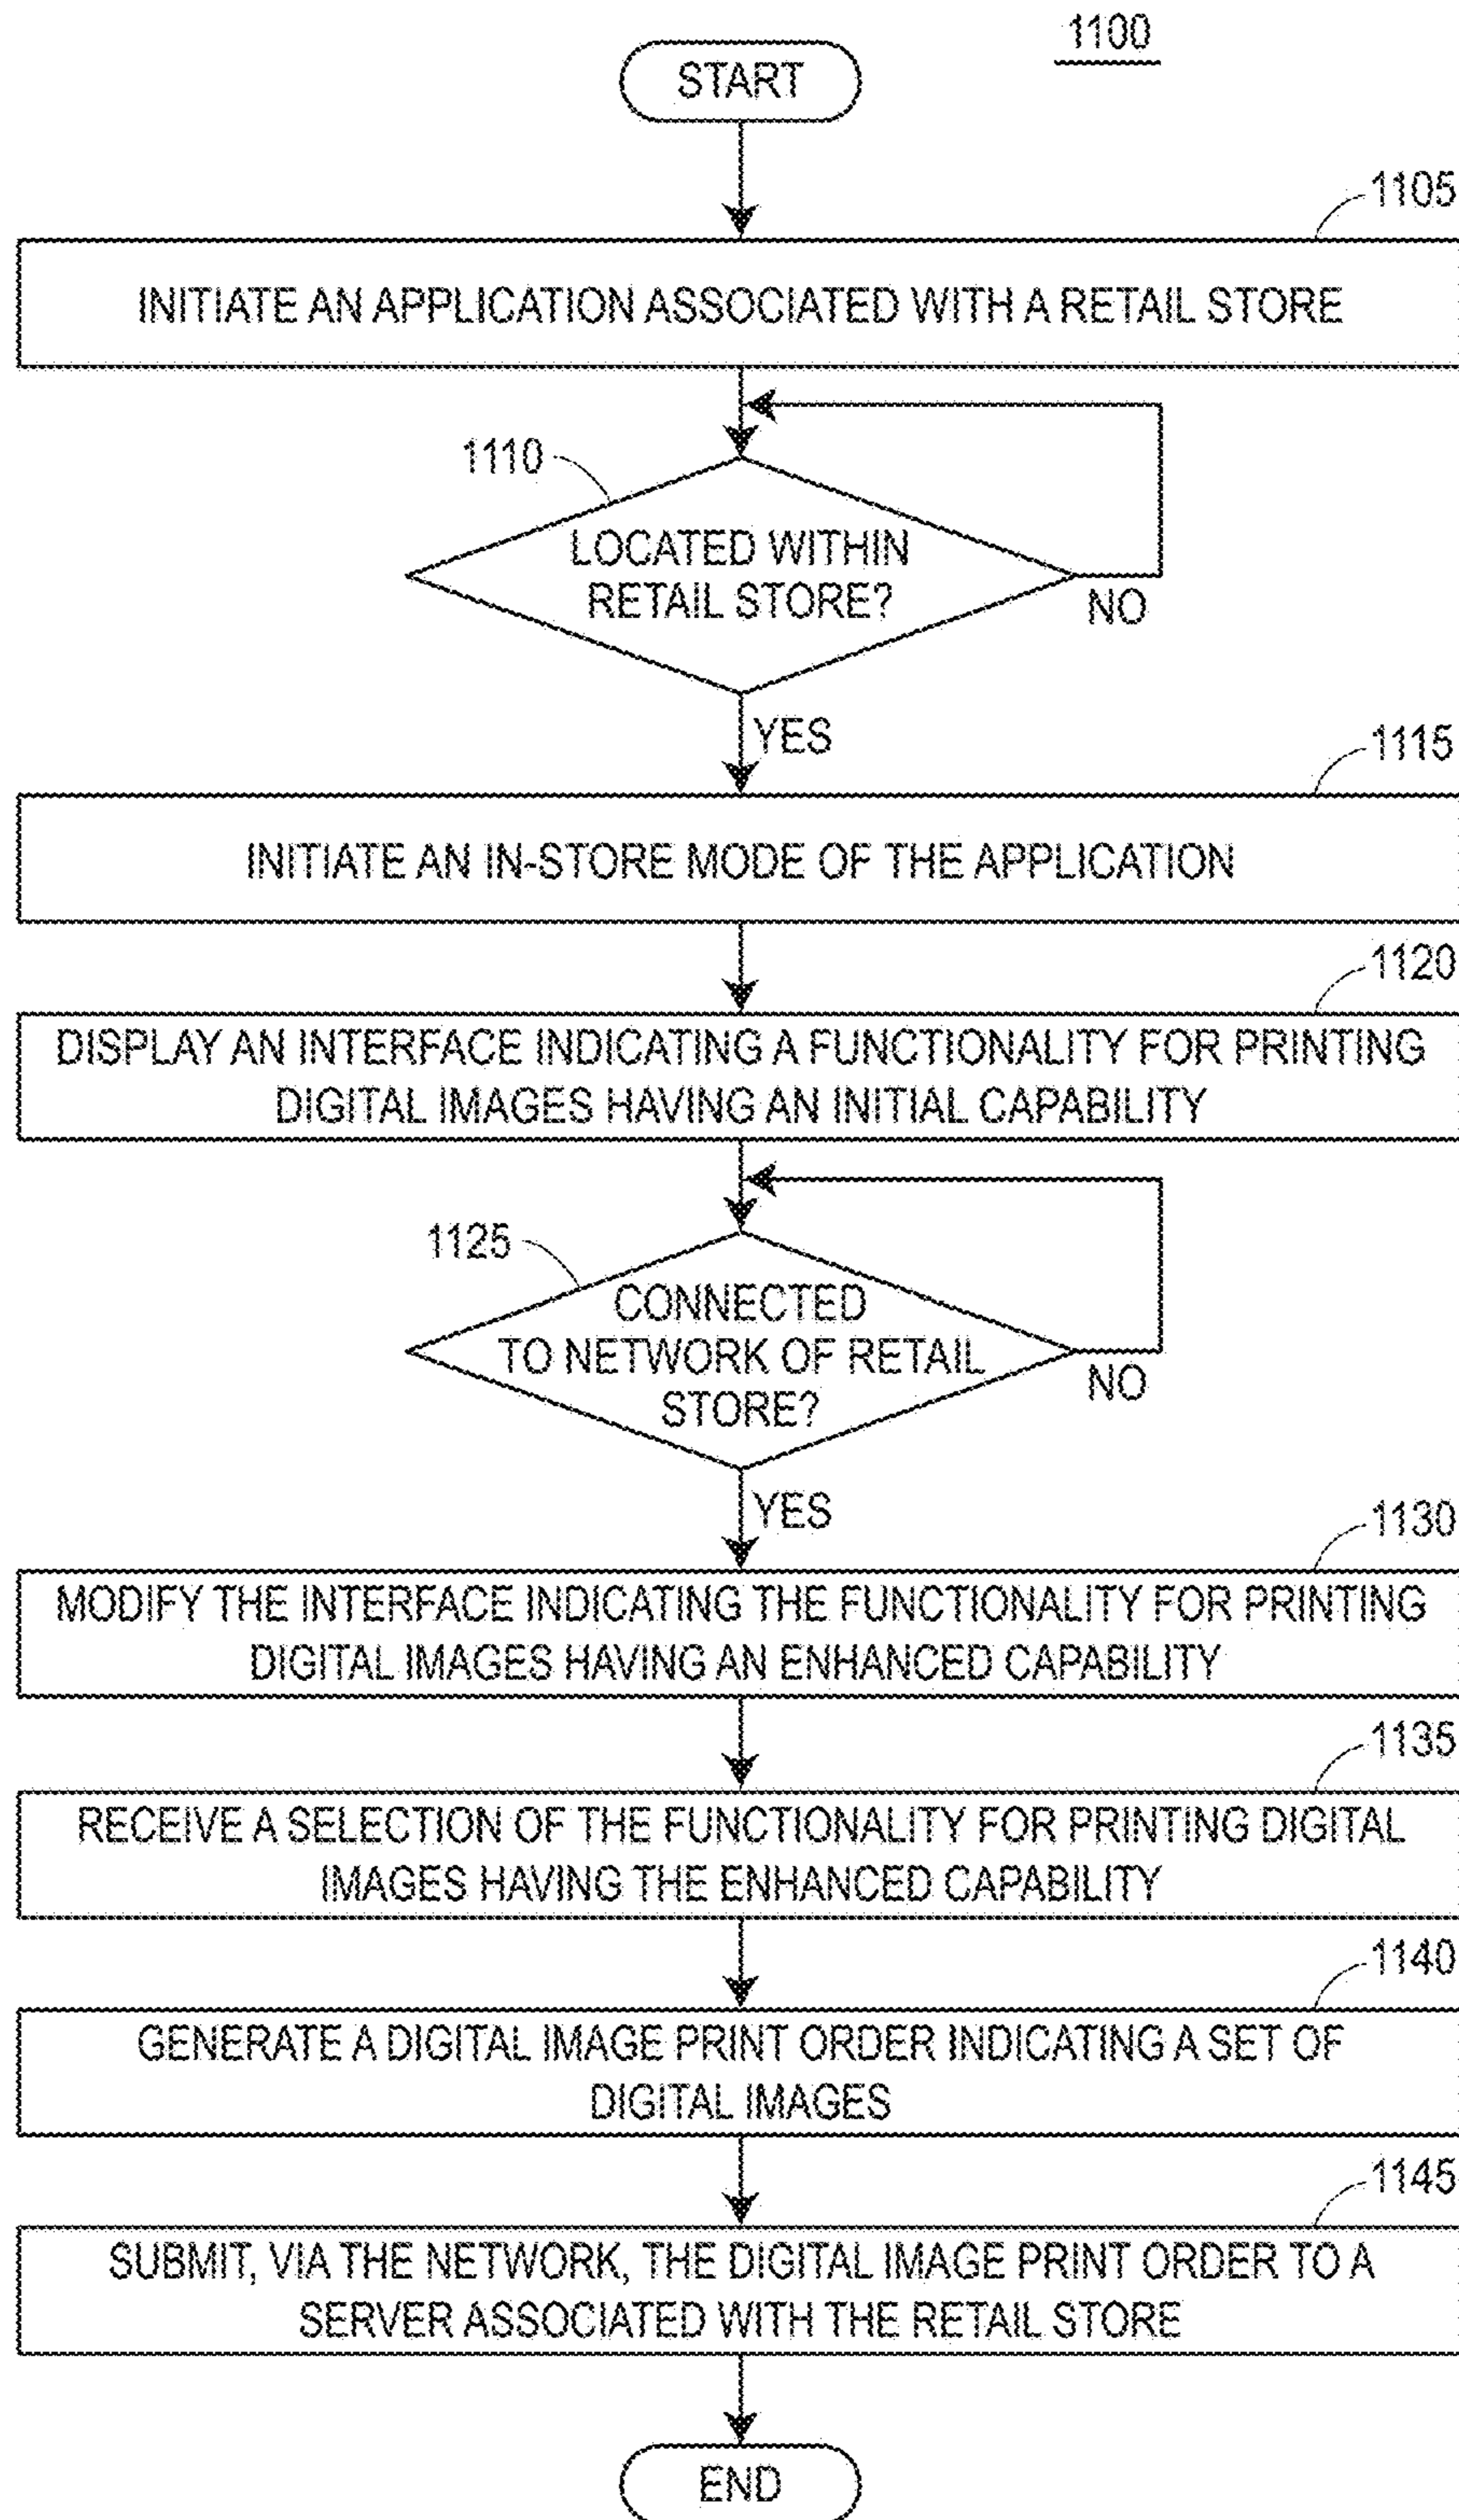 1100
START
1105
INITIATE AN APPLICATION ASSOCIATED WITH A RETAIL STORE
1110
LOCATED WITHIN
RETAIL STORE?
NO
YES
1115
INITIATE AN IN-STORE MODE OF THE APPLICATION
1120
DISPLAY AN INTERFACE INDICATING A FUNCTIONALITY FOR PRINTING
DIGITAL IMAGES HAVING AN INITIAL CAPABILITY
1125
CONNECTED
TO NETWORK OF RETAIL
STORE?
NO
YES
1130
MODIFY THE INTERFACE INDICATING THE FUNCTIONALITY FOR PRINTING
DIGITAL IMAGES HAVING AN ENHANCED CAPABILITY
1135
RECEIVE A SELECTION OF THE FUNCTIONALITY FOR PRINTING DIGITAL
IMAGES HAVING THE ENHANCED CAPABILITY
1140
GENERATE A DIGITAL IMAGE PRINT ORDER INDICATING A SET OF
DIGITAL IMAGES
1145
SUBMIT, VIA THE NETWORK, THE DIGITAL IMAGE PRINT ORDER TO A
SERVER ASSOCIATED WITH THE RETAIL STORE
END